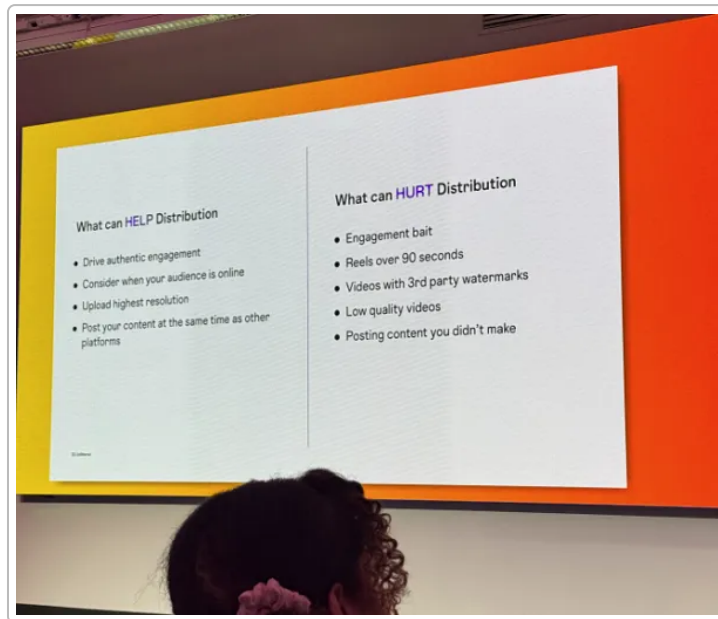 What can HELP Distribution
• Drive authentic engagement
• Consider when your audience is online
• Upload highest resolution
• Post your content at the same time as other
platforms
What can HURT Distribution
• Engagement bait
• Reels over 90 seconds
• Videos with 3rd party watermarks
• Low quality videos
• Posting content you didn't make